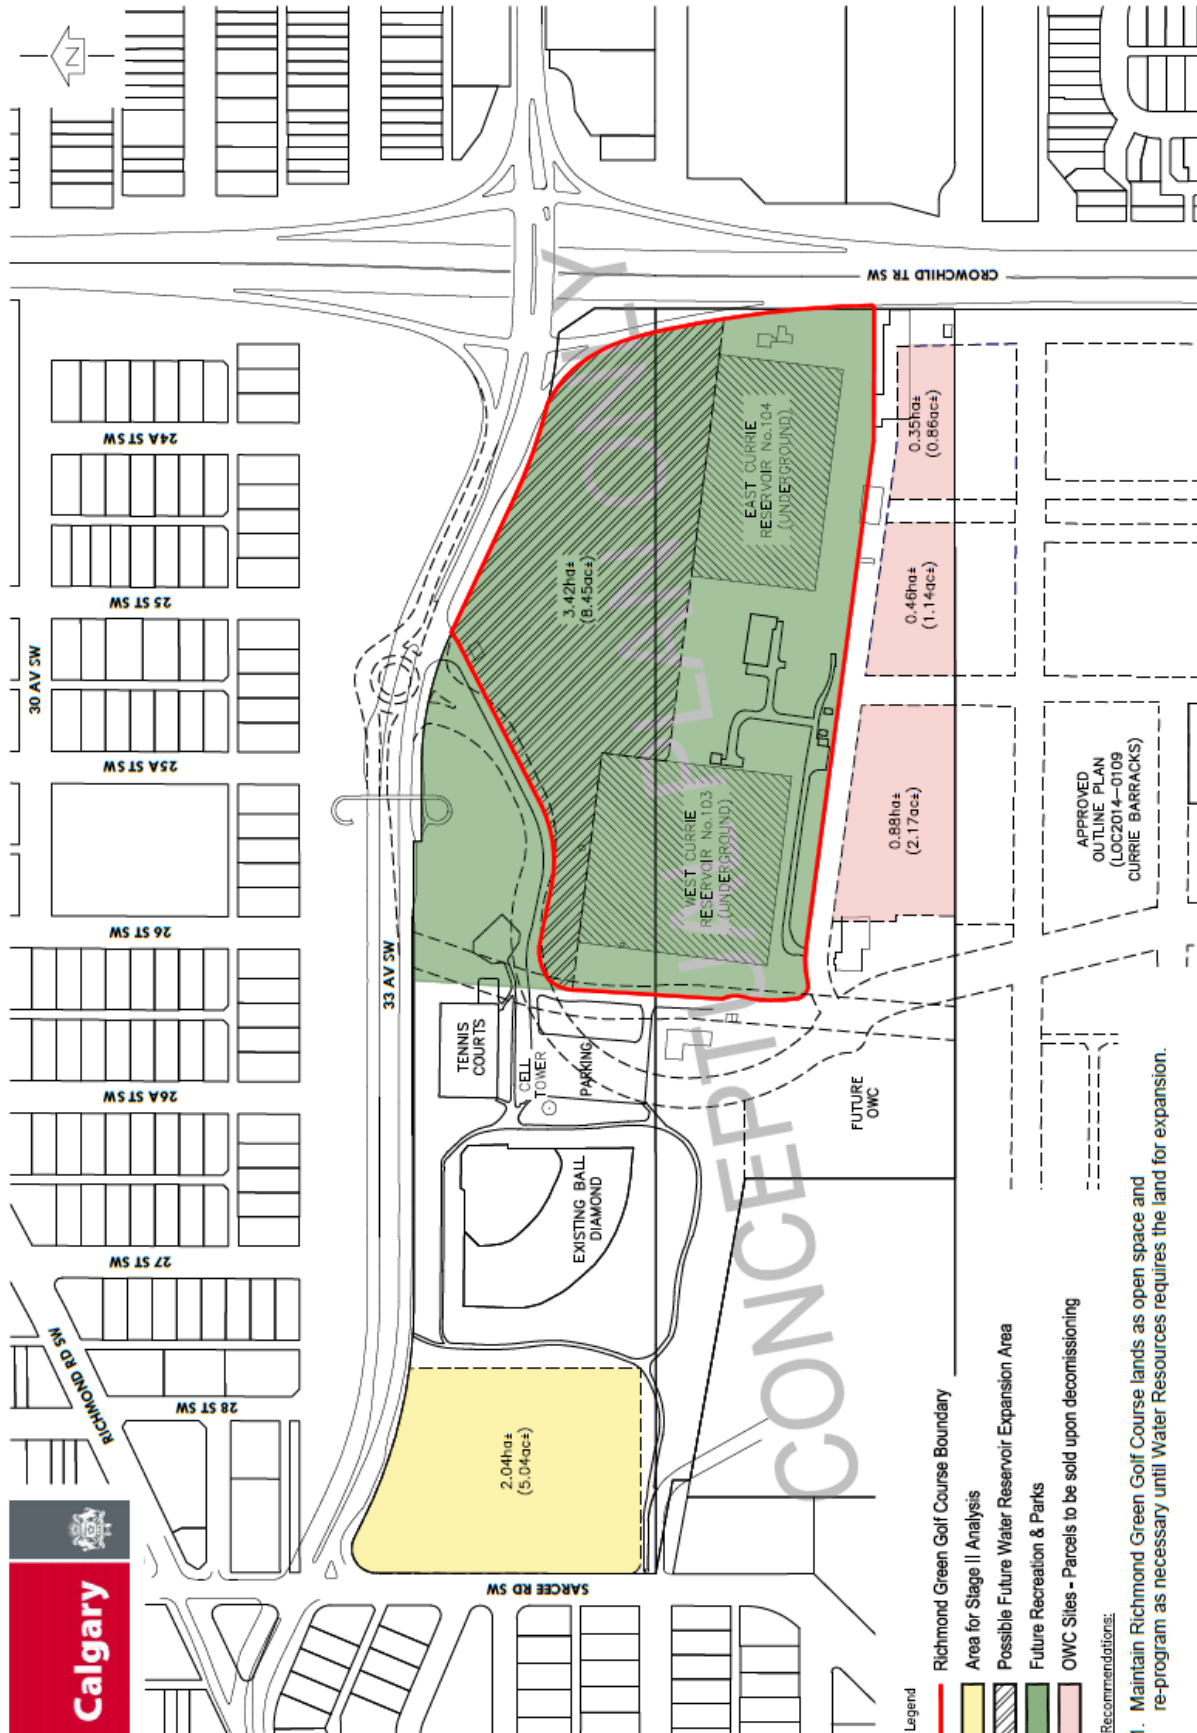 Calgary
N
30 AV SW
33 AV SW
RICHMOND RD SW
28 ST SW
27 ST SW
26A ST SW
26 ST SW
25A ST SW
25 ST SW
24A ST SW
CROWCHILD TR SW
SARCEE RD SW
2.04ha±
(5.04ac±)
EXISTING BALL
DIAMOND
TENNIS
COURTS
CELL
TOWER
PARKING
3.42ha±
(8.45ac±)
WEST CURRIE
RESERVOIR No.103
(UNDERGROUND)
EAST CURRIE
RESERVOIR No.104
(UNDERGROUND)
FUTURE
OWC
0.88ha±
(2.17ac±)
0.46ha±
(1.14ac±)
0.35ha±
(0.86ac±)
APPROVED
OUTLINE PLAN
(LOC2014-0109
CURRIE BARRACKS)
CONCEPTUAL PLAN ONLY
Legend
Richmond Green Golf Course Boundary
Area for Stage II Analysis
Possible Future Water Reservoir Expansion Area
Future Recreation & Parks
OWC Sites - Parcels to be sold upon decomissioning
Recommendations:
1. Maintain Richmond Green Golf Course lands as open space and
re-program as necessary until Water Resources requires the land for expansion.